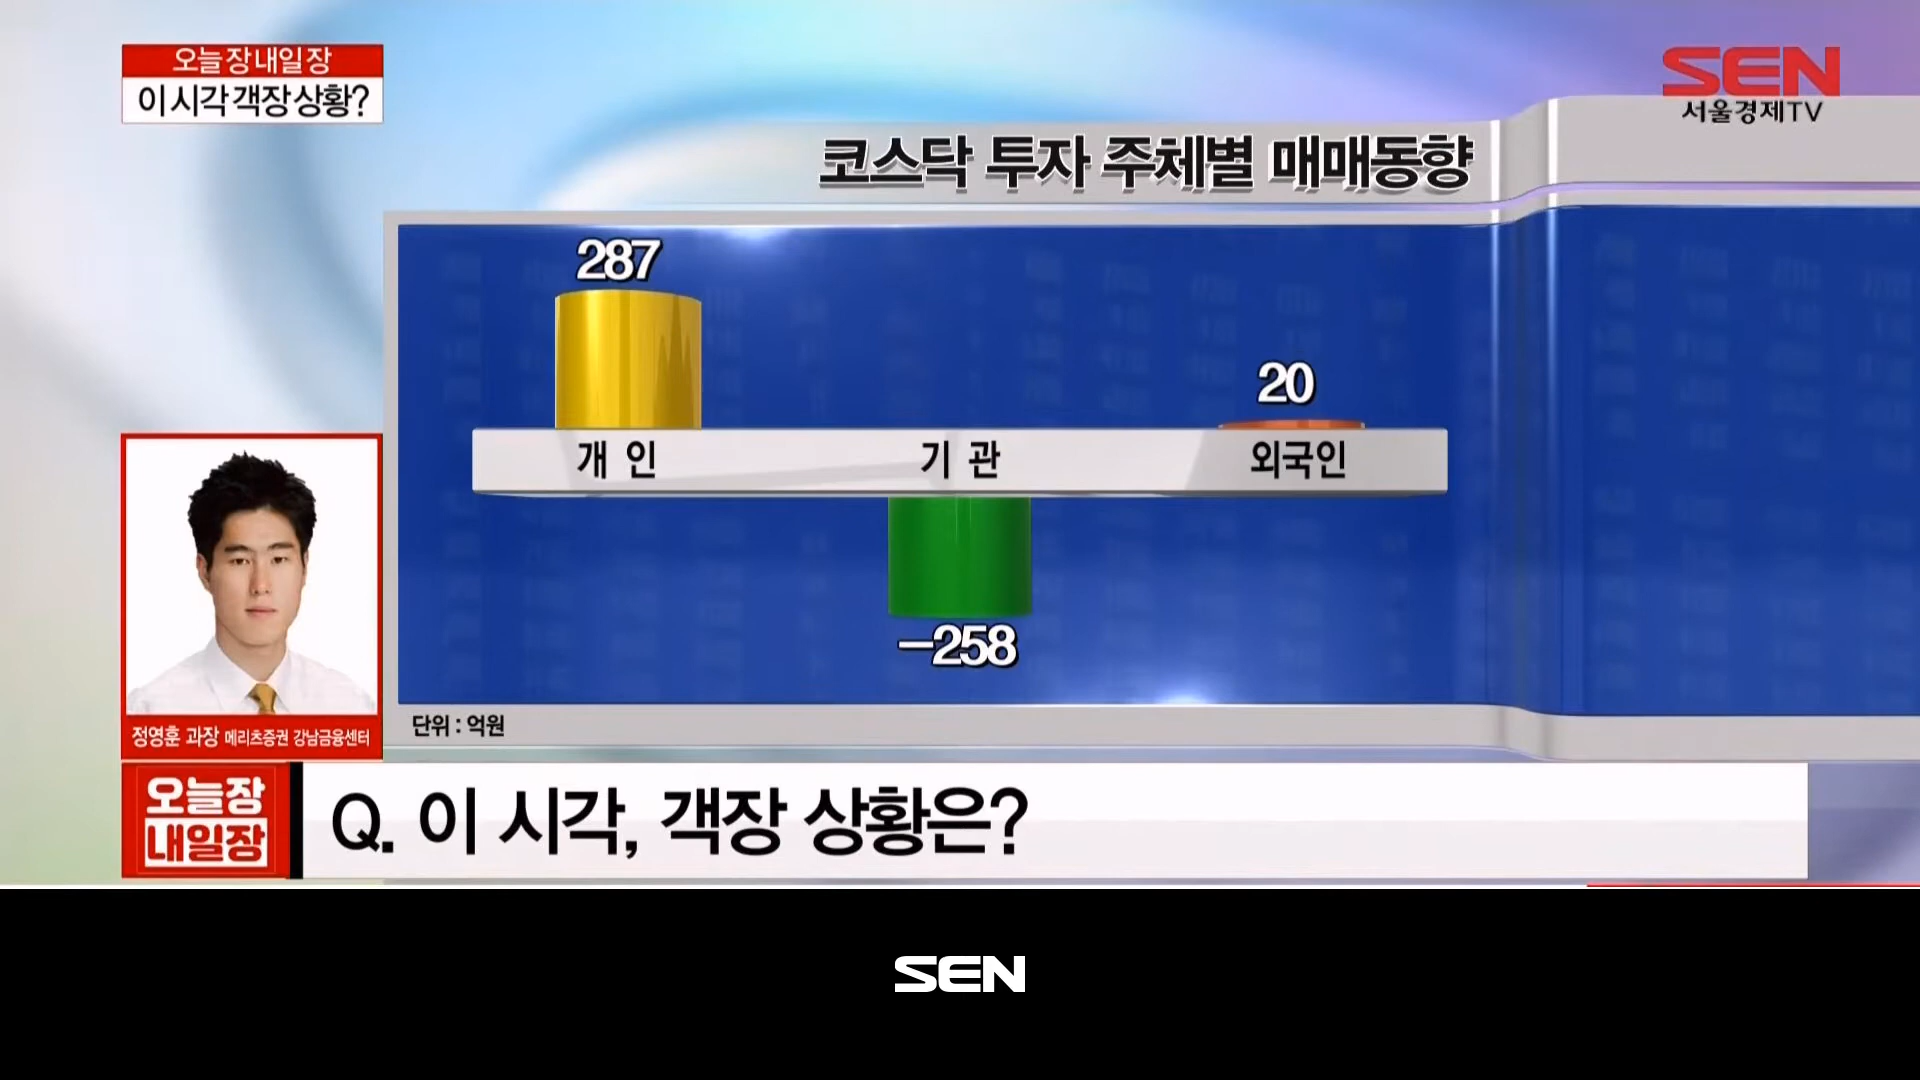 오늘장 내일장
이 시각 객장 상황?
SEN
서울경제TV
코스닥 투자 주체별 매매동향
287
20
개 인
기 관
외국인
-258
정영훈 과장 메리츠증권 강남금융센터
단위 : 억원
오늘장
내일장
Q. 이 시각, 객장 상황은?
SEN